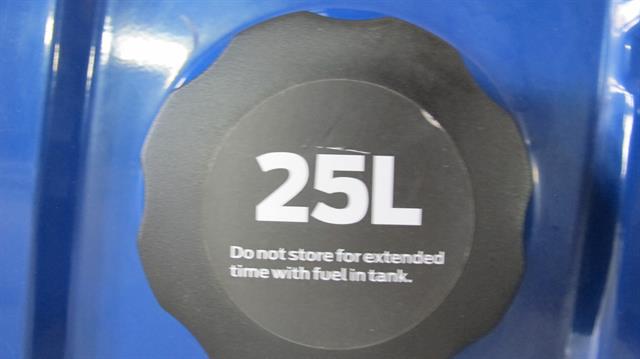 25L
Do not store for extended
time with fuel in tank.